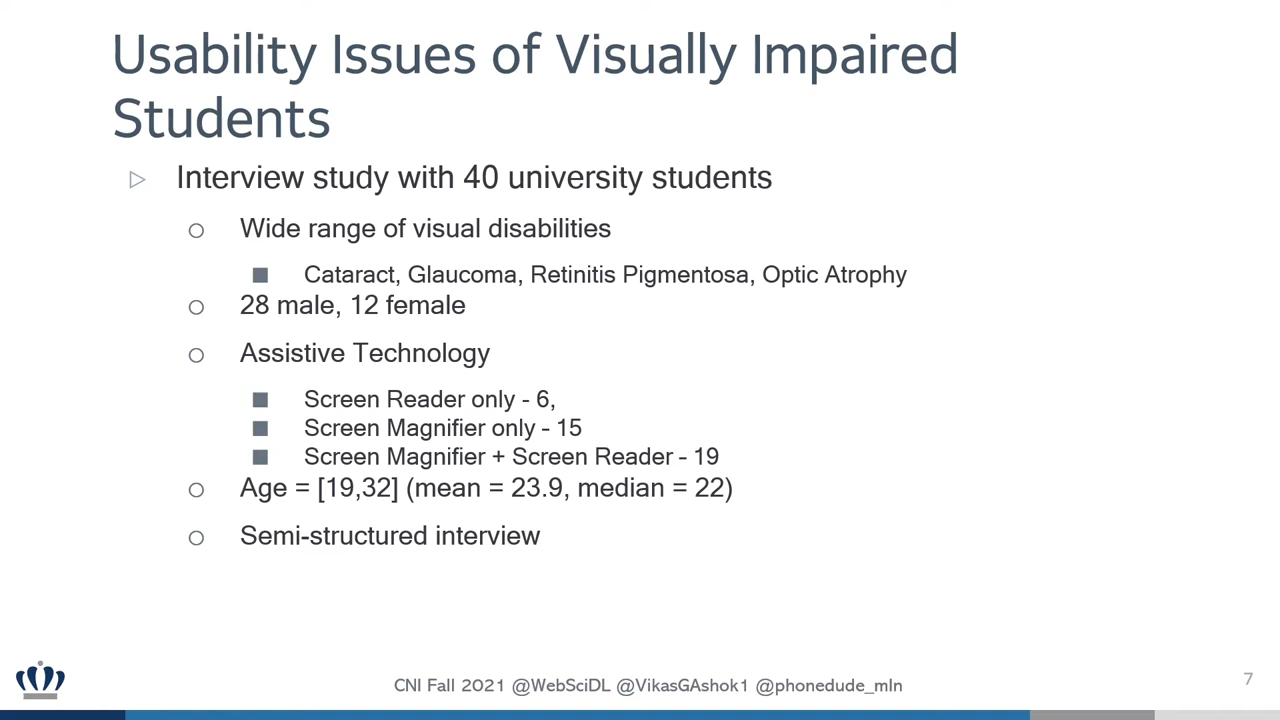 Usability Issues of Visually Impaired
Students
Interview study with 40 university students
Wide range of visual disabilities
Cataract, Glaucoma, Retinitis Pigmentosa, Optic Atrophy
28 male, 12 female
Assistive Technology
Screen Reader only - 6,
Screen Magnifier only – 15
Screen Magnifier + Screen Reader – 19
Age = [19,32] (mean = 23.9, median = 22)
Semi-structured interview
CNI Fall 2021 @WebSciDL @VikasGAshok1 @phonedude_mln
7